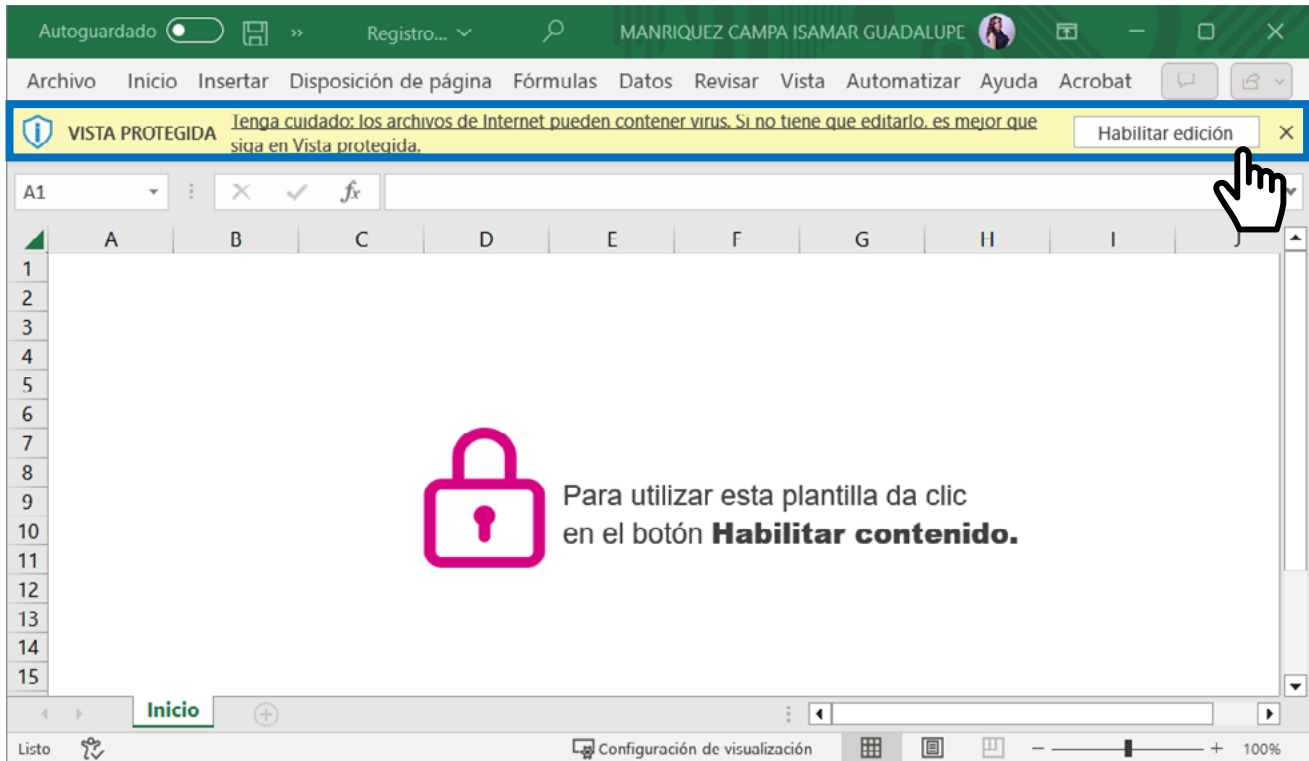 Autoguardado
»
Registro...
MANRIQUEZ CAMPA ISAMAR GUADALUPE
Archivo Inicio Insertar Disposición de página Fórmulas Datos Revisar Vista Automatizar Ayuda Acrobat
VISTA PROTEGIDA
Tenga cuidado: los archivos de Internet pueden contener virus. Si no tiene que editarlo, es mejor que
siga en Vista protegida.
Habilitar edición
A1
fx
A B C D E F G H I J
1
2
3
4
5
6
7
8
9
10
11
12
13
14
15
Para utilizar esta plantilla da clic
en el botón Habilitar contenido.
Inicio
Listo
Configuración de visualización
100%